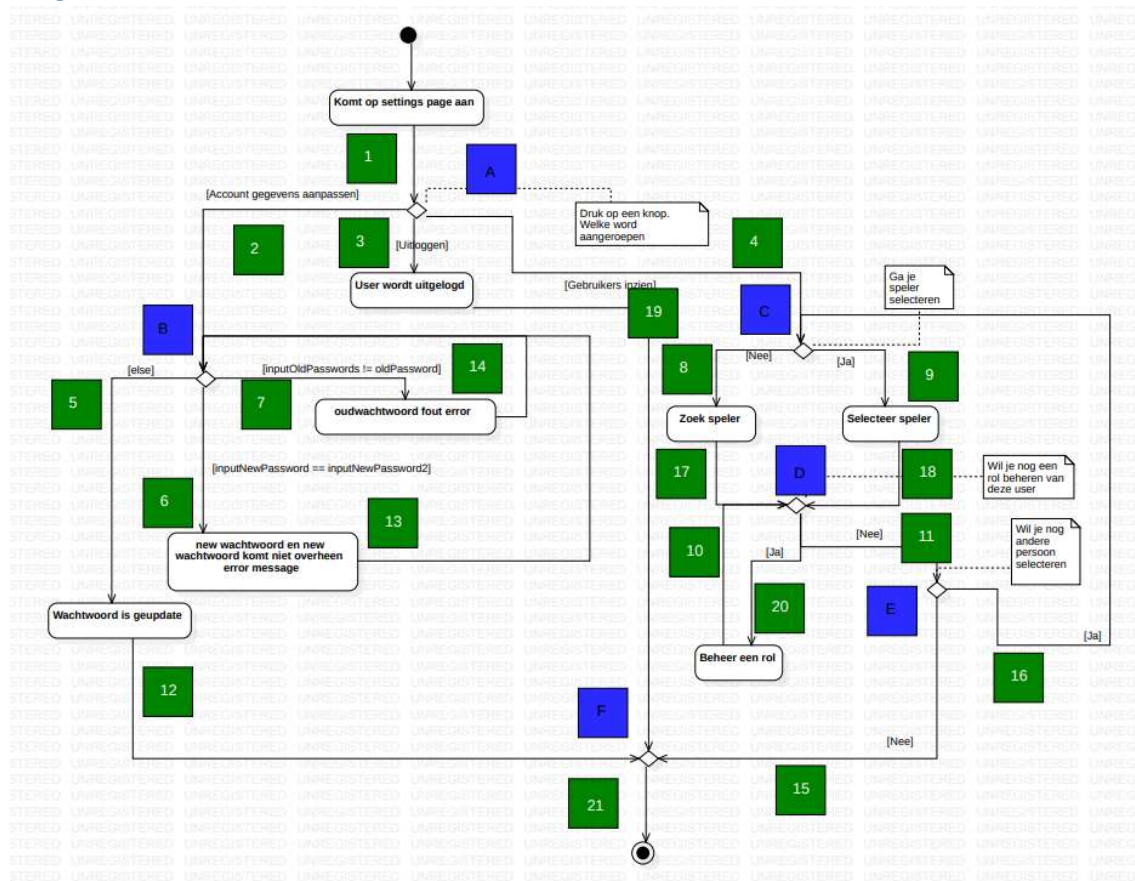 Komt op settings page aan
1
A
[Account gegevens aanpassen]
Druk op een knop.
Welke word
aangeroepen
2
3
[Uitloggen]
4
User wordt uitgelogd
[Gebruikers inzien]
Ga je
speler
selecteren
B
19
C
[else]
[inputOldPasswords != oldPassword]
14
[Nee]
[Ja]
5
7
8
9
oudwachtwoord fout error
Zoek speler
Selecteer speler
[inputNewPassword == inputNewPassword2]
6
13
17
D
18
Wil je nog een
rol beheren van
deze user
new wachtwoord en new
wachtwoord komt niet overheen
error message
10
[Nee]
11
Wil je nog
andere
persoon
selecteren
[Ja]
Wachtwoord is geupdate
20
E
[Ja]
Beheer een rol
12
16
F
[Nee]
21
15
UNREGISTERED